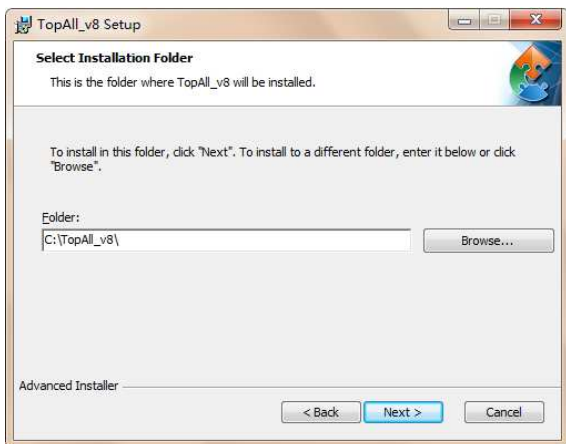 TopAll_v8 Setup
Select Installation Folder
This is the folder where TopAll_v8 will be installed.
To install in this folder, click "Next". To install to a different folder, enter it below or click
"Browse".
Folder:
C:\TopAll_v8\
Browse...
Advanced Installer
< Back
Next >
Cancel